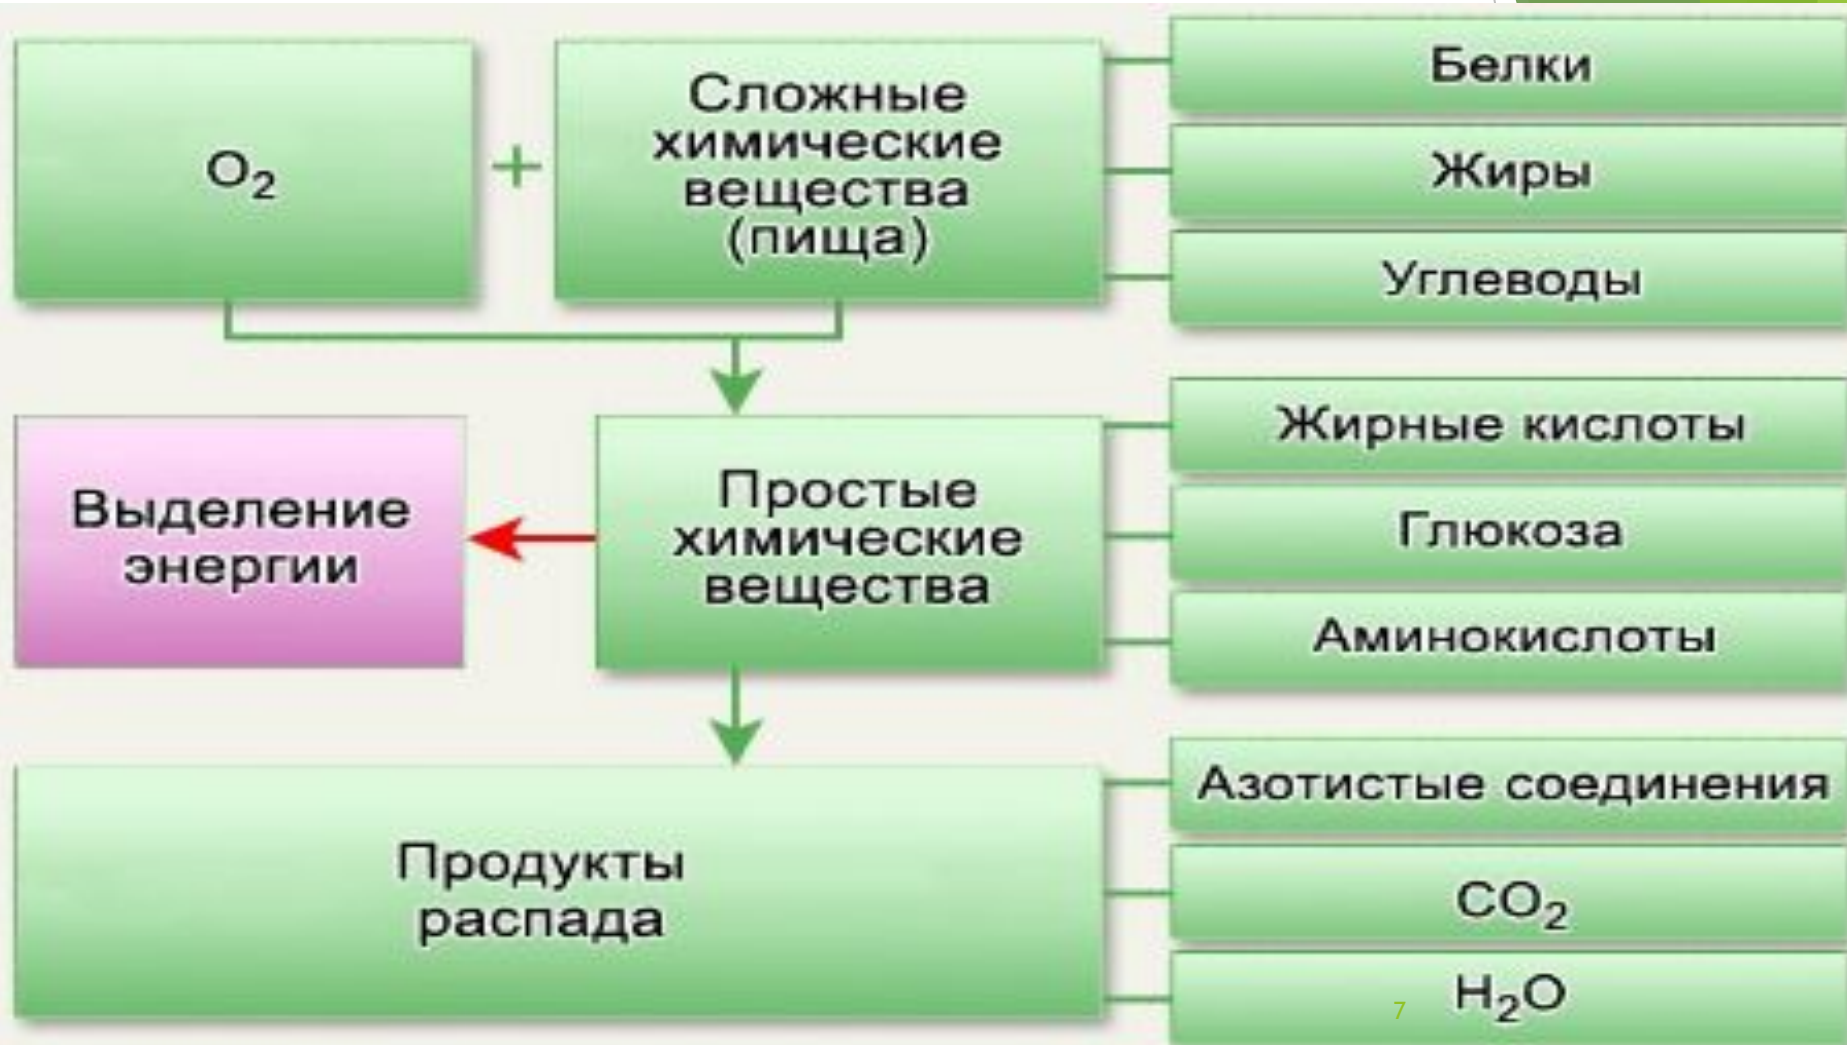 O₂
+
Сложные
химические
вещества
(пища)
Белки
Жиры
Углеводы
Выделение
энергии
Простые
химические
вещества
Жирные кислоты
Глюкоза
Аминокислоты
Продукты
распада
Азотистые соединения
CO₂
H₂O
7